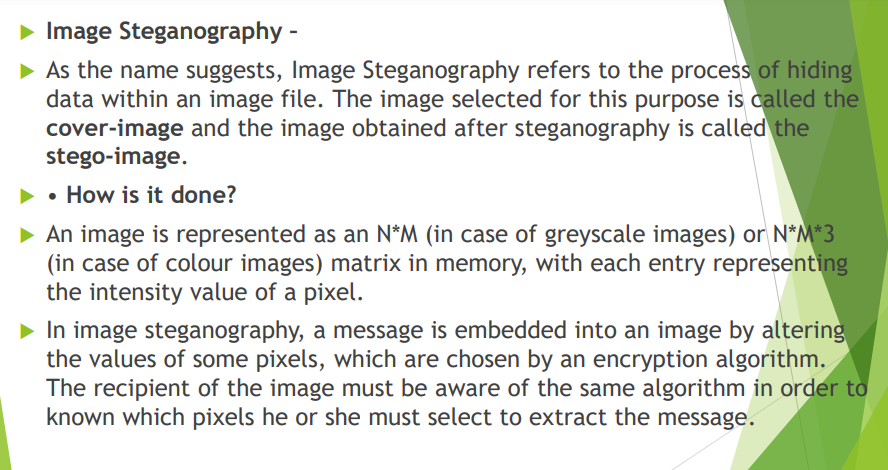 Image Steganography –
As the name suggests, Image Steganography refers to the process of hiding
data within an image file. The image selected for this purpose is called the
cover-image and the image obtained after steganography is called the
stego-image.
• How is it done?
An image is represented as an N*M (in case of greyscale images) or N*M*3
(in case of colour images) matrix in memory, with each entry representing
the intensity value of a pixel.
In image steganography, a message is embedded into an image by altering
the values of some pixels, which are chosen by an encryption algorithm.
The recipient of the image must be aware of the same algorithm in order to
known which pixels he or she must select to extract the message.